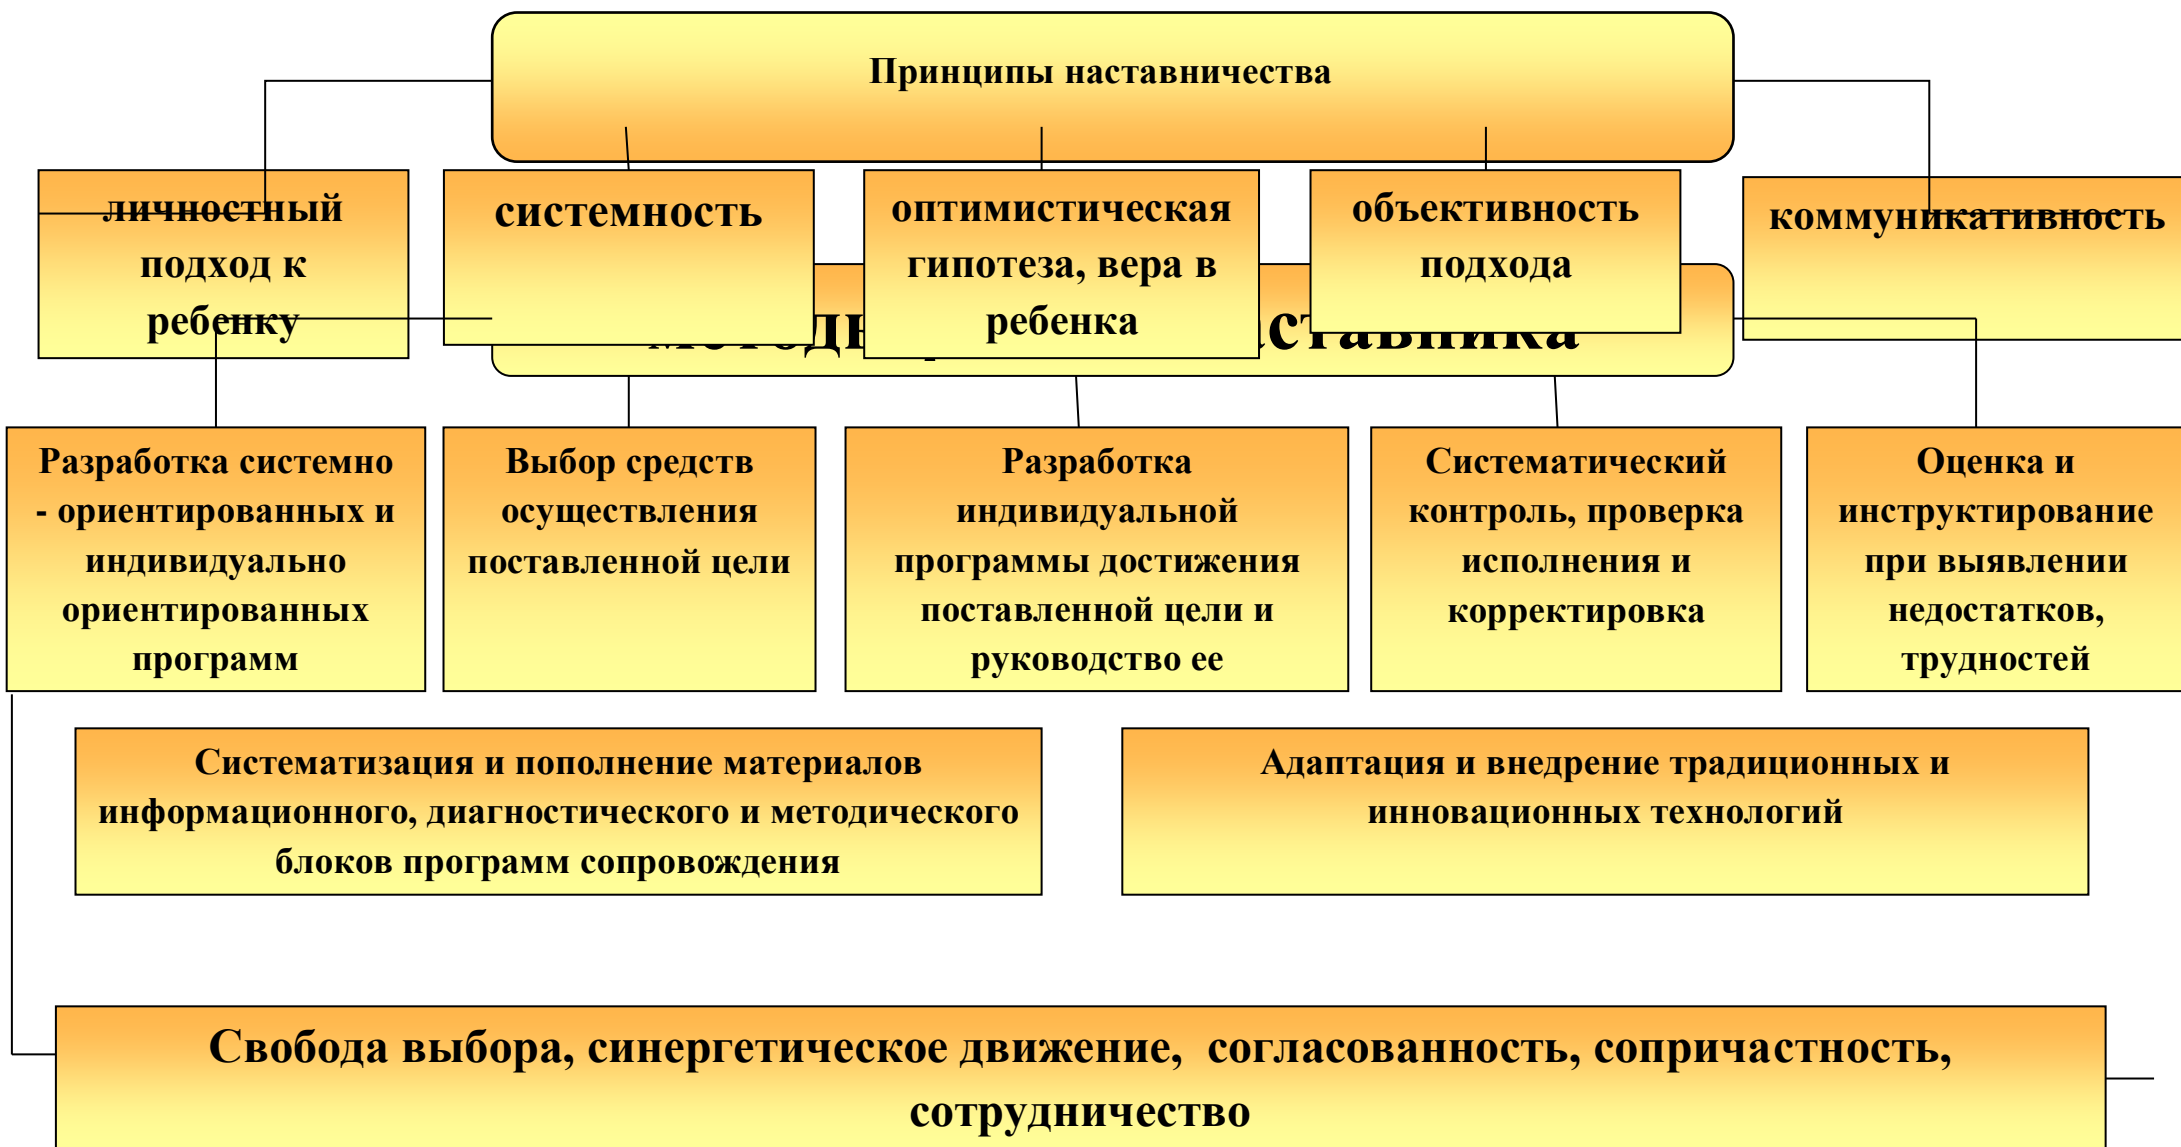 Принципы наставничества
личностный
подход к
ребенку
системность
оптимистическая
гипотеза, вера в
ребенка
объективность
подхода
коммуникативность
Разработка системно
- ориентированных и
индивидуально
ориентированных
программ
Выбор средств
осуществления
поставленной цели
Разработка
индивидуальной
программы достижения
поставленной цели и
руководство ее
Систематический
контроль, проверка
исполнения и
корректировка
Оценка и
инструктирование
при выявлении
недостатков,
трудностей
Систематизация и пополнение материалов
информационного, диагностического и методического
блоков программ сопровождения
Адаптация и внедрение традиционных и
инновационных технологий
Свобода выбора, синергетическое движение, согласованность, сопричастность,
сотрудничество